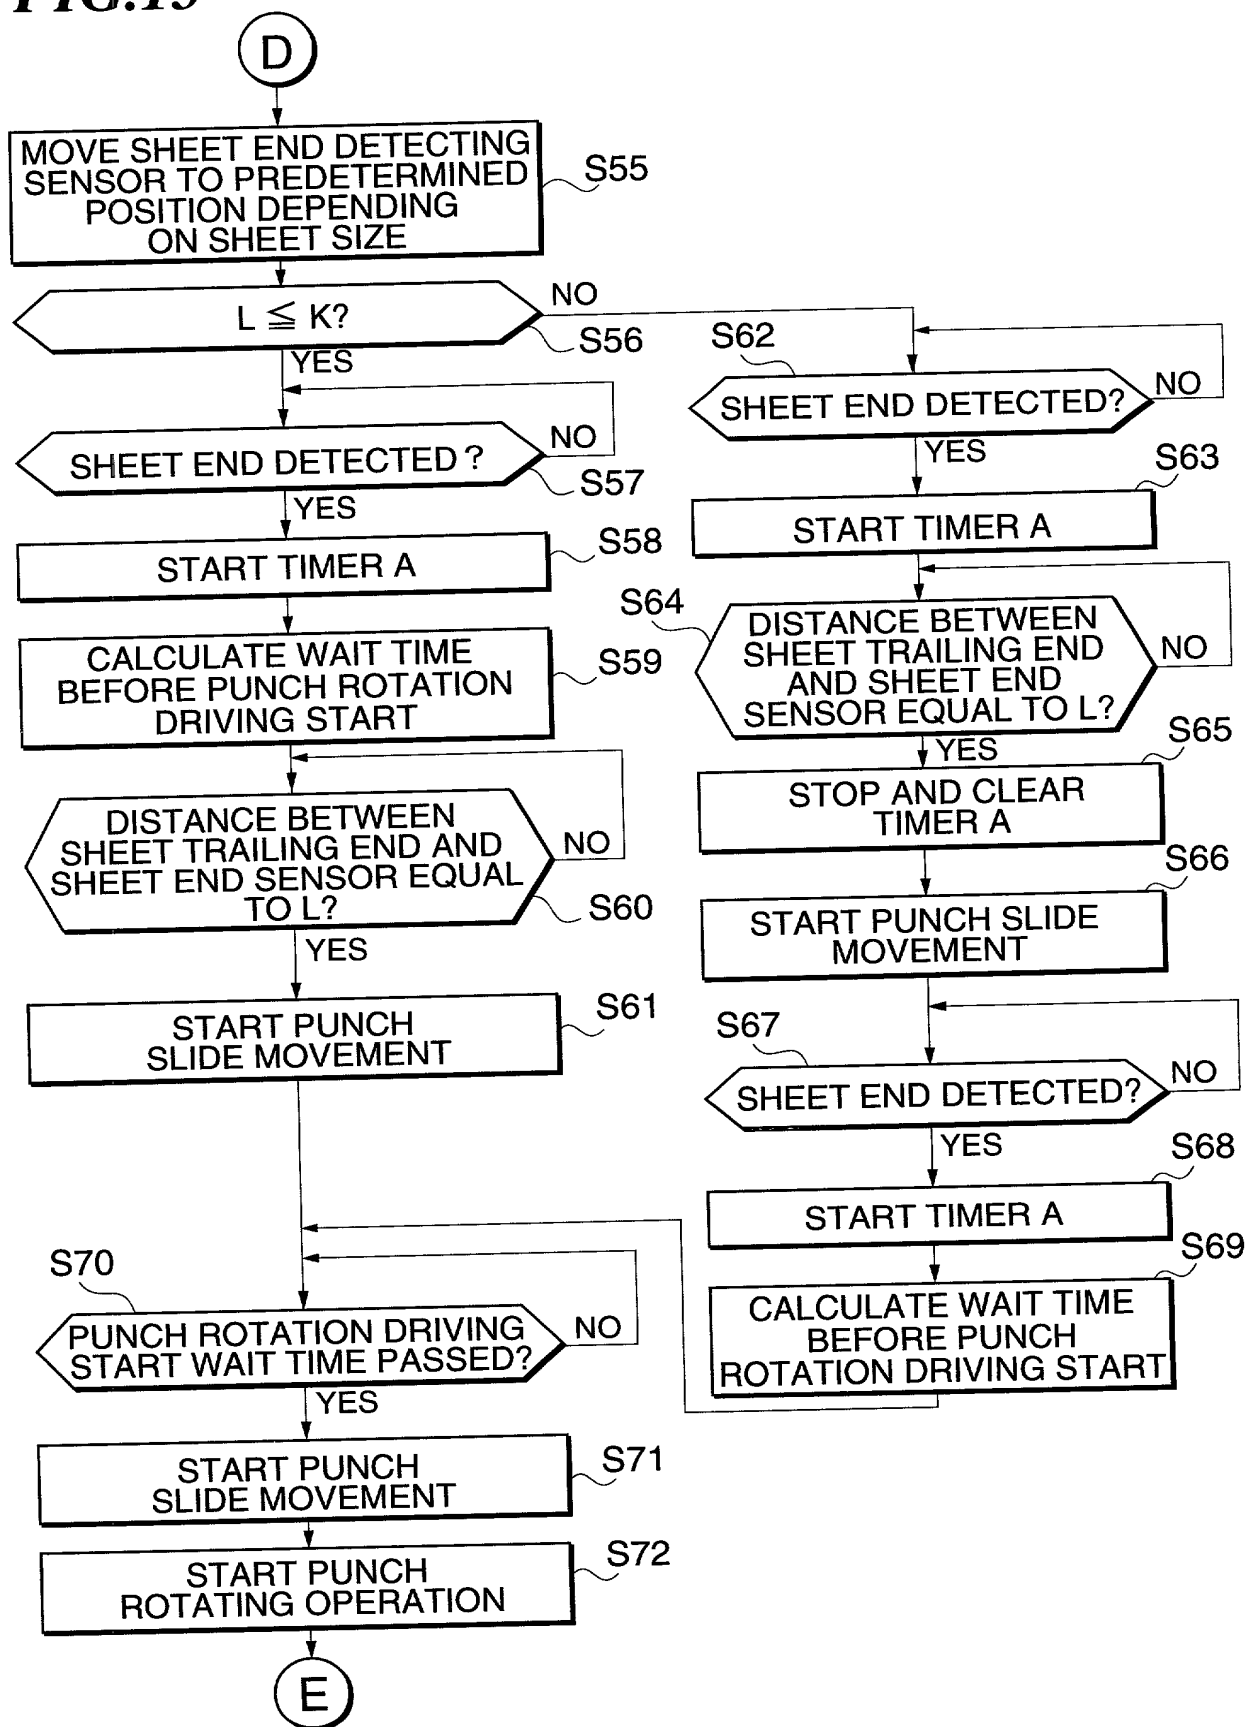 D
MOVE SHEET END DETECTING
SENSOR TO PREDETERMINED
POSITION DEPENDING
ON SHEET SIZE
S55
L ≦ K?
NO
S56
YES
SHEET END DETECTED ?
NO
S57
YES
START TIMER A
S58
CALCULATE WAIT TIME
BEFORE PUNCH ROTATION
DRIVING START
S59
DISTANCE BETWEEN
SHEET TRAILING END AND
SHEET END SENSOR EQUAL
TO L?
NO
S60
YES
START PUNCH
SLIDE MOVEMENT
S61
S62
SHEET END DETECTED?
NO
YES
S63
START TIMER A
S64
DISTANCE BETWEEN
SHEET TRAILING END
AND SHEET END
SENSOR EQUAL TO L?
NO
YES
S65
STOP AND CLEAR
TIMER A
S66
START PUNCH SLIDE
MOVEMENT
S67
SHEET END DETECTED?
NO
YES
S68
START TIMER A
S69
CALCULATE WAIT TIME
BEFORE PUNCH
ROTATION DRIVING START
S70
PUNCH ROTATION DRIVING
START WAIT TIME PASSED?
NO
YES
START PUNCH
SLIDE MOVEMENT
S71
START PUNCH
ROTATING OPERATION
S72
E